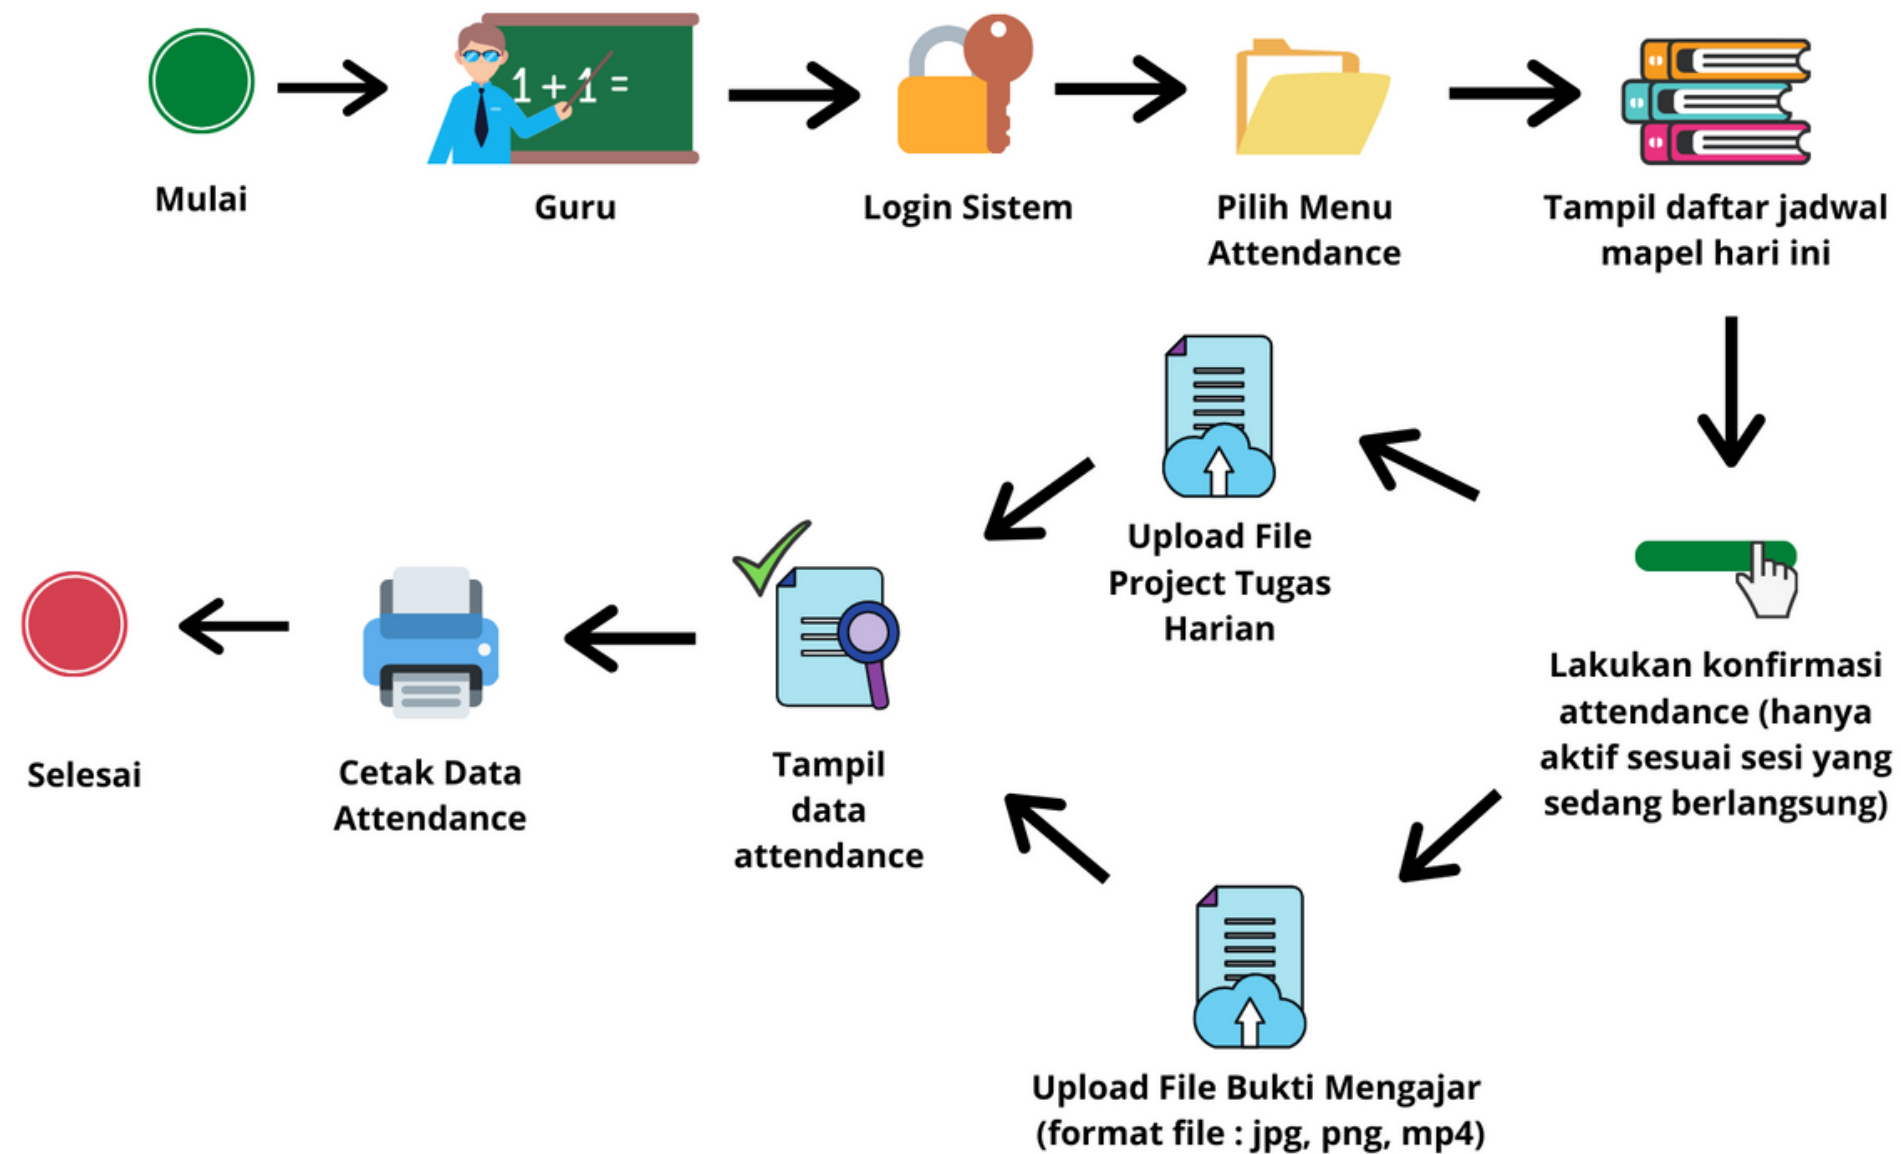 1 + 1 =
Mulai
Guru
Login Sistem
Pilih Menu
Attendance
Tampil daftar jadwal
mapel hari ini
Upload File
Project Tugas
Harian
Lakukan konfirmasi
attendance (hanya
aktif sesuai sesi yang
sedang berlangsung)
Tampil
data
attendance
Cetak Data
Attendance
Selesai
Upload File Bukti Mengajar
(format file : jpg, png, mp4)